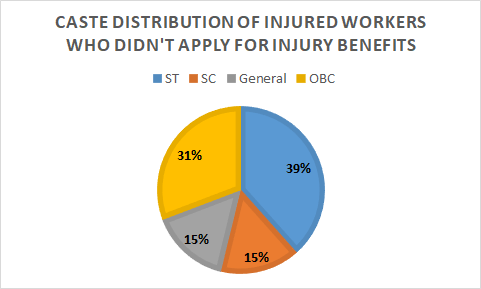 CASTE DISTRIBUTION OF INJURED WORKERS
WHO DIDN'T APPLY FOR INJURY BENEFITS
ST SC General OBC
31%
39%
15%
15%